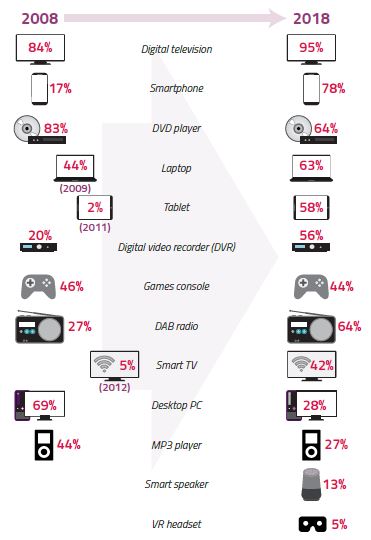 2008 2018
84% Digital television 95%
17% Smartphone 78%
83% DVD player 64%
44% Laptop 63%
(2009)
2% Tablet 58%
(2011)
20% Digital video recorder (DVR) 56%
46% Games console 44%
27% DAB radio 64%
5% Smart TV 42%
(2012)
69% Desktop PC 28%
44% MP3 player 27%
Smart speaker 13%
VR headset 5%